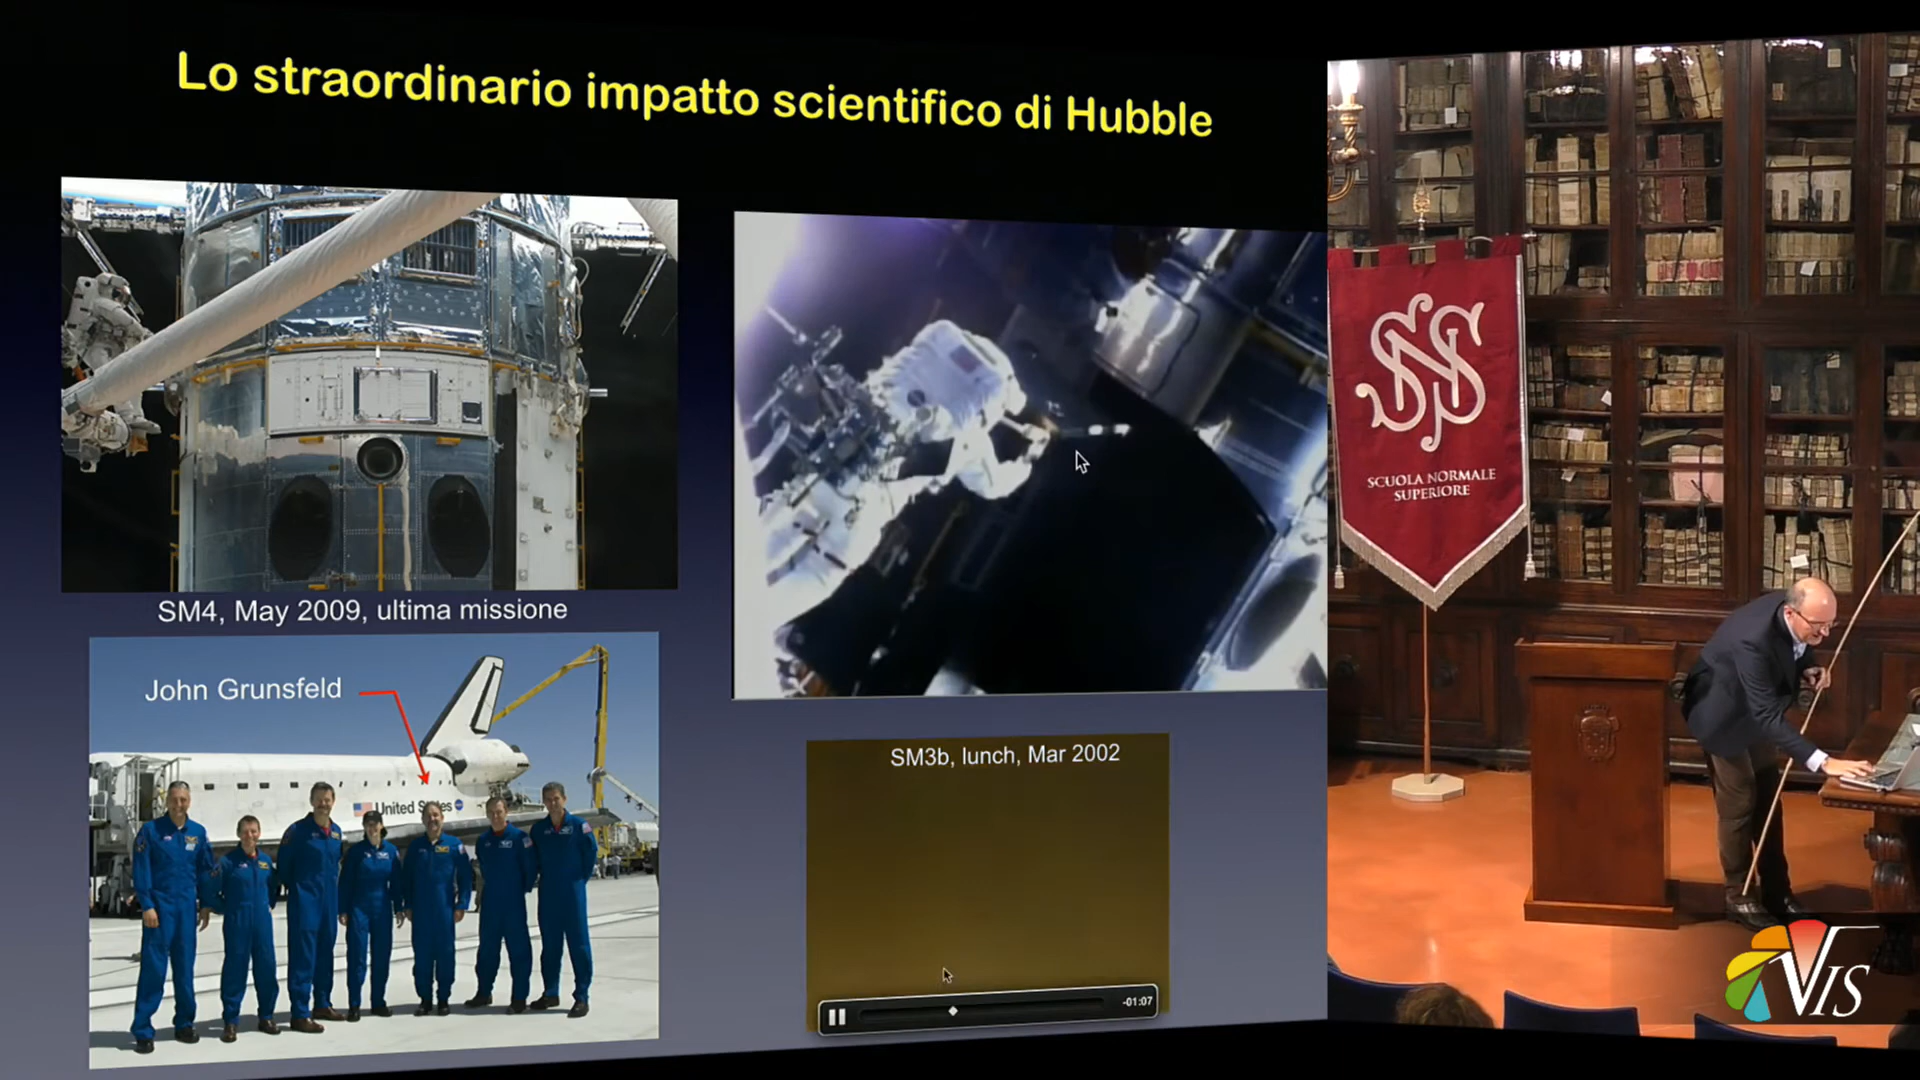 Lo straordinario impatto scientifico di Hubble
SM4, May 2009, ultima missione
John Grunsfeld
United States
SM3b, lunch, Mar 2002
-01:07
SNS
SCUOLA NORMALE
SUPERIORE
VIS